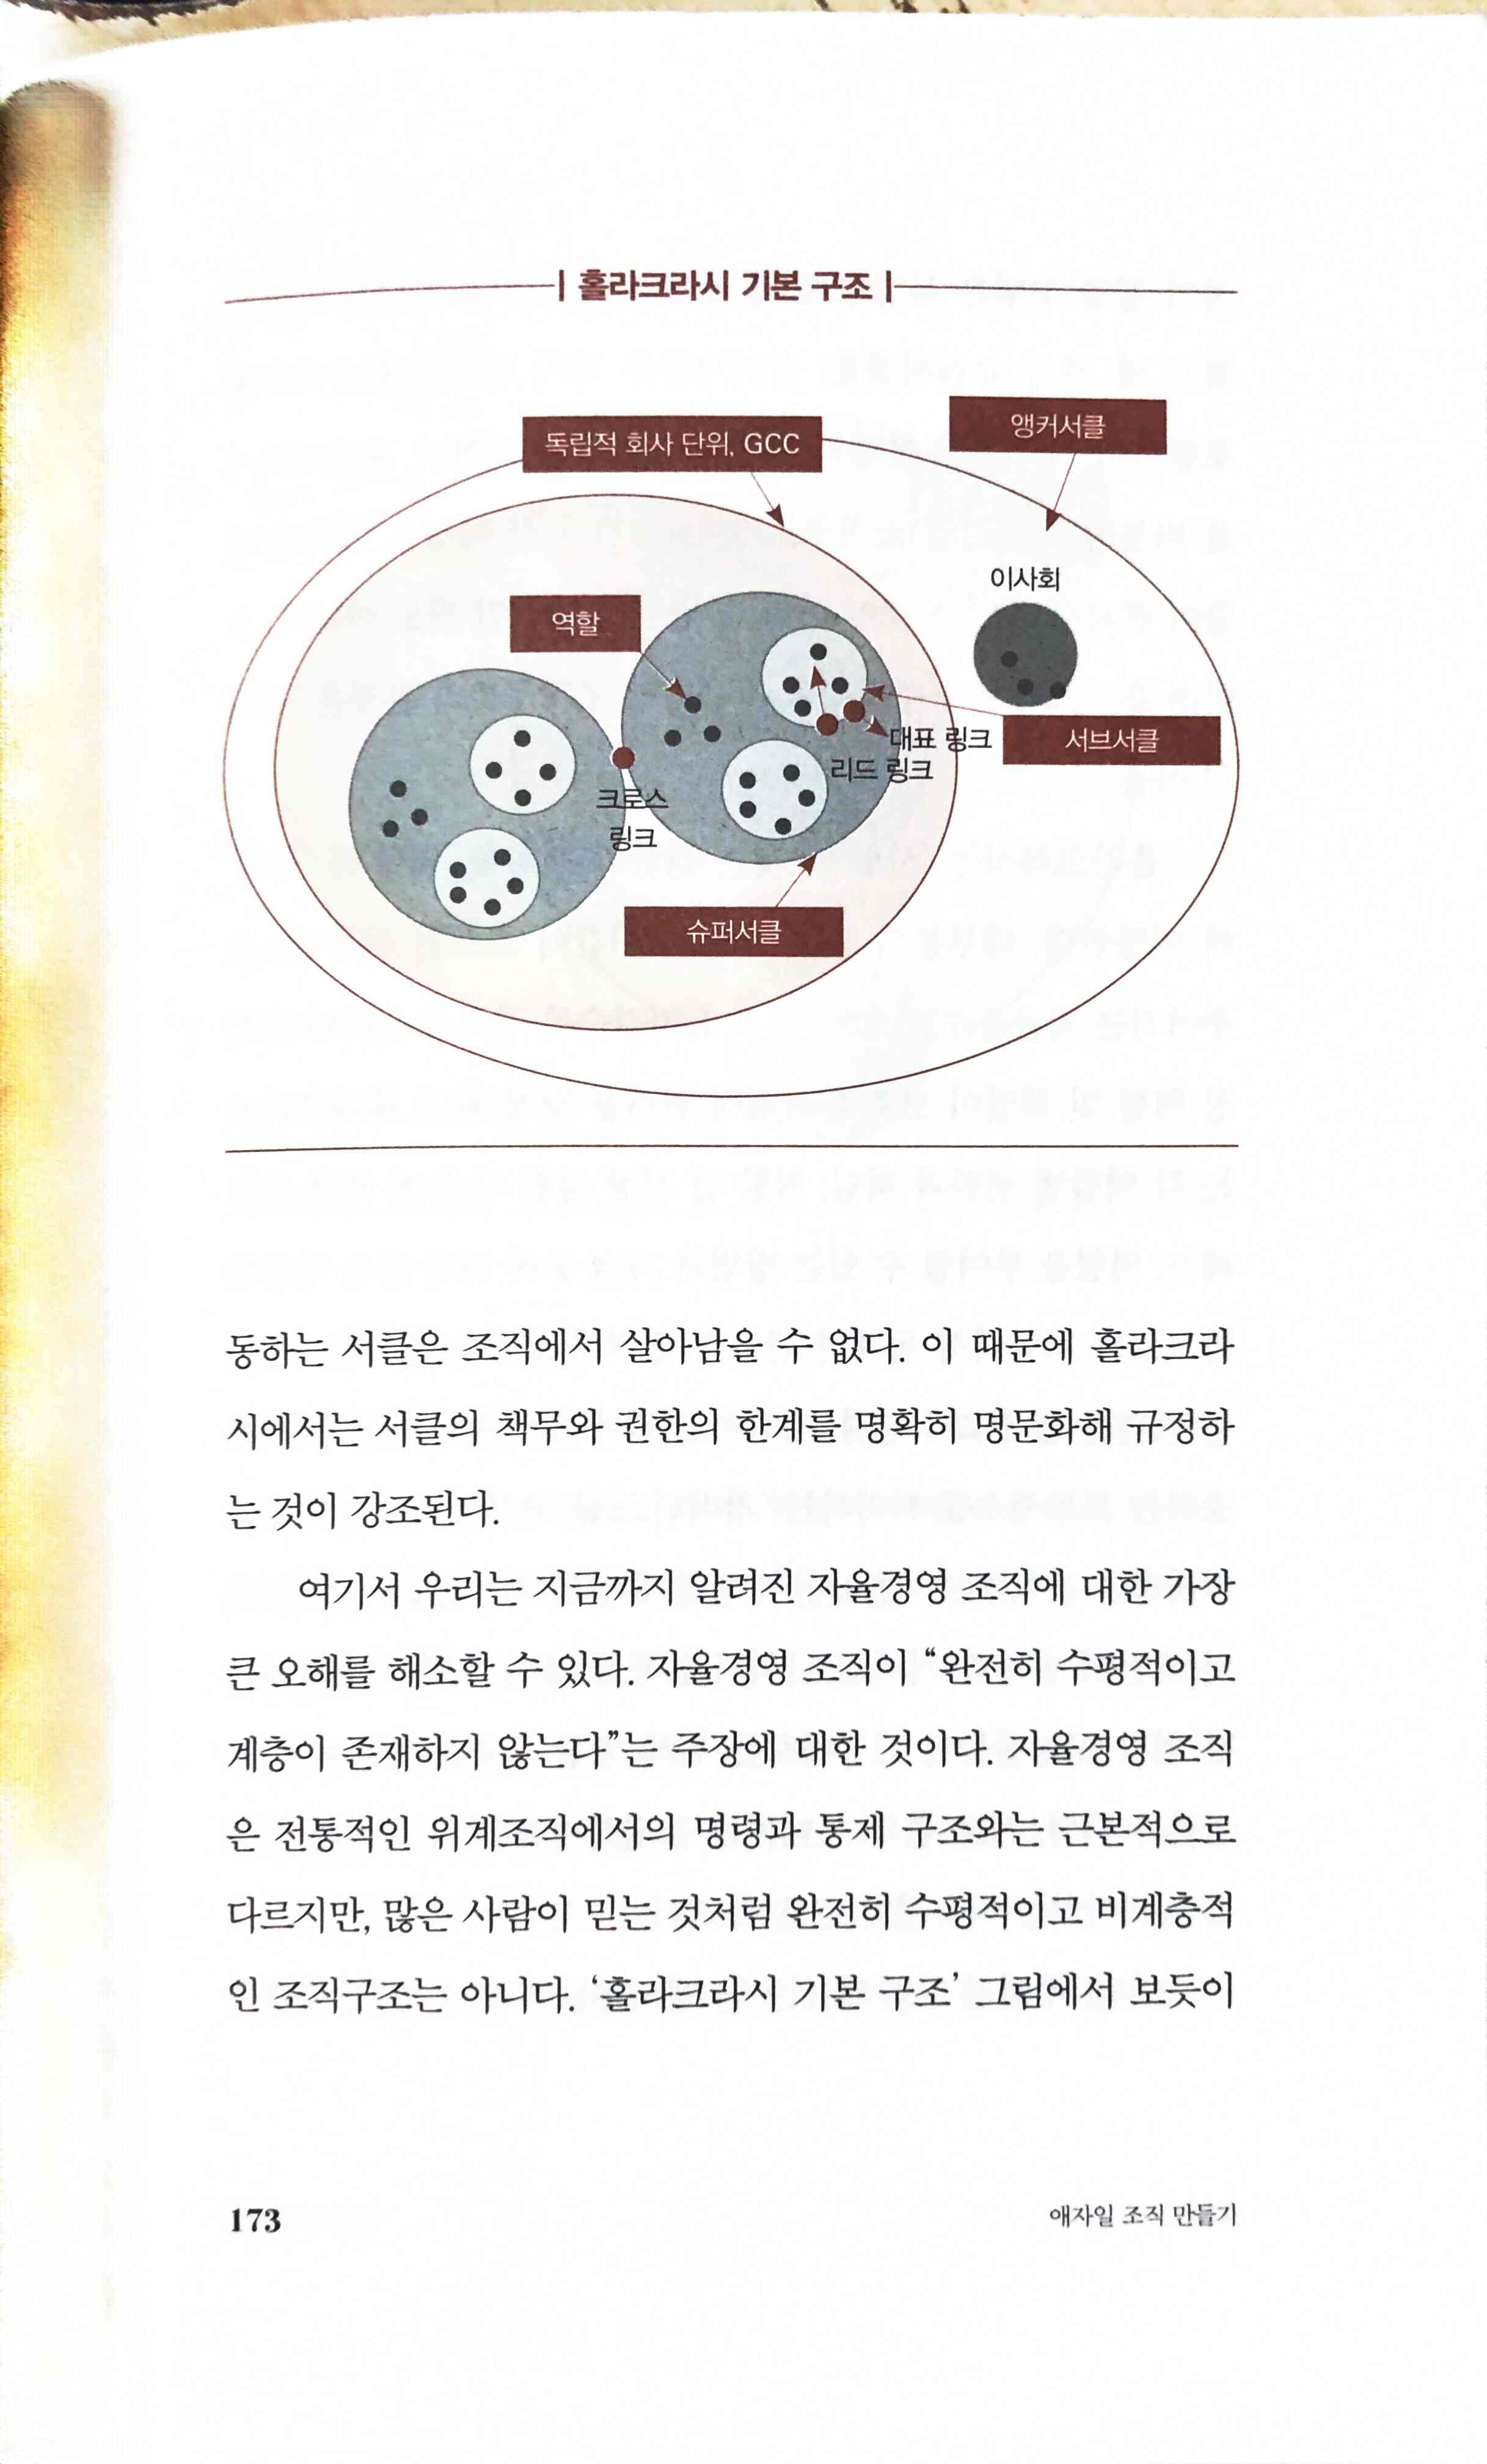 | 홀라크라시 기본 구조 |
앵커서클
독립적 회사 단위, GCC
이사회
역할
대표 링크
서브서클
리드 링크
크로스
링크
슈퍼서클
동하는 서클은 조직에서 살아남을 수 없다. 이 때문에 홀라크라
시에서는 서클의 책무와 권한의 한계를 명확히 명문화해 규정하
는 것이 강조된다.
여기서 우리는 지금까지 알려진 자율경영 조직에 대한 가장
큰 오해를 해소할 수 있다. 자율경영 조직이 “완전히 수평적이고
계층이 존재하지 않는다”는 주장에 대한 것이다. 자율경영 조직
은 전통적인 위계조직에서의 명령과 통제 구조와는 근본적으로
다르지만, 많은 사람이 믿는 것처럼 완전히 수평적이고 비계층적
인 조직구조는 아니다. ‘홀라크라시 기본 구조’ 그림에서 보듯이
173
애자일 조직 만들기